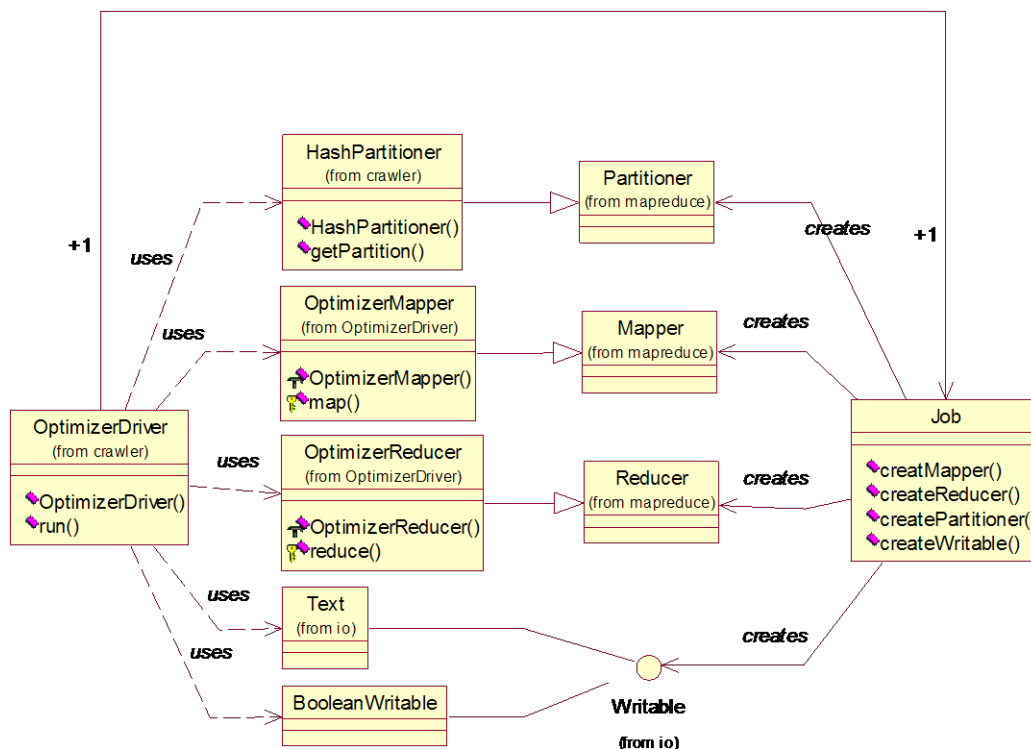 HashPartitioner
(from crawler)
HashPartitioner()
getPartition()
Partitioner
(from mapreduce)
+1
uses
creates
+1
OptimizerMapper
(from OptimizerDriver)
OptimizerMapper()
map()
Mapper
(from mapreduce)
uses
creates
OptimizerDriver
(from crawler)
OptimizerDriver()
run()
uses
OptimizerReducer
(from OptimizerDriver)
OptimizerReducer()
reduce()
Reducer
(from mapreduce)
creates
Job
creatMapper()
createReducer()
createPartitioner(
createWritable()
uses
Text
(from io)
creates
uses
BooleanWritable
Writable
(from io)